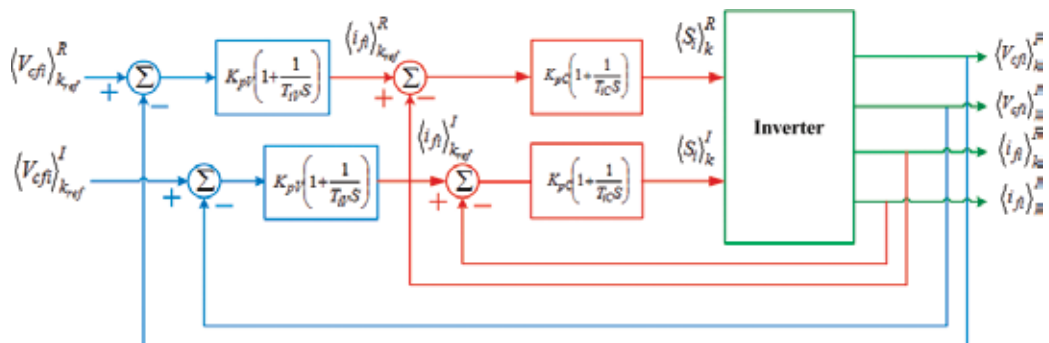 ⟨V_cfi⟩^R_k_ref
Σ
+
−
K_pV(1+1/T_iV S)
⟨i_fi⟩^R_k_ref
Σ
+
−
K_pC(1+1/T_iC S)
⟨S_i⟩^R_k
Inverter
⟨V_cfi⟩
⟨V_cfi⟩
⟨i_fi⟩
⟨i_fi⟩
⟨V_cfi⟩^I_k_ref
Σ
+
−
K_pV(1+1/T_iV S)
⟨i_fi⟩^I_k_ref
Σ
+
−
K_pC(1+1/T_iC S)
⟨S_i⟩^I_k